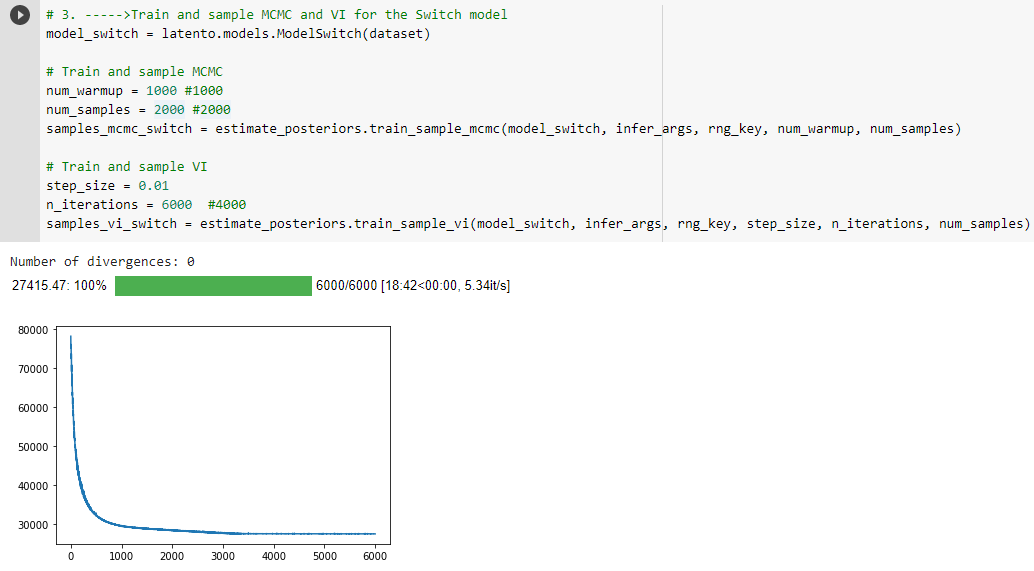 # 3. ----->Train and sample MCMC and VI for the Switch model
model_switch = latento.models.ModelSwitch(dataset)
# Train and sample MCMC
num_warmup = 1000 #1000
num_samples = 2000 #2000
samples_mcmc_switch = estimate_posteriors.train_sample_mcmc(model_switch, infer_args, rng_key, num_warmup, num_samples)
# Train and sample VI
step_size = 0.01
n_iterations = 6000  #4000
samples_vi_switch = estimate_posteriors.train_sample_vi(model_switch, infer_args, rng_key, step_size, n_iterations, num_samples)
Number of divergences: 0
27415.47: 100% 6000/6000 [18:42<00:00, 5.34it/s]
80000
70000
60000
50000
40000
30000
0 1000 2000 3000 4000 5000 6000